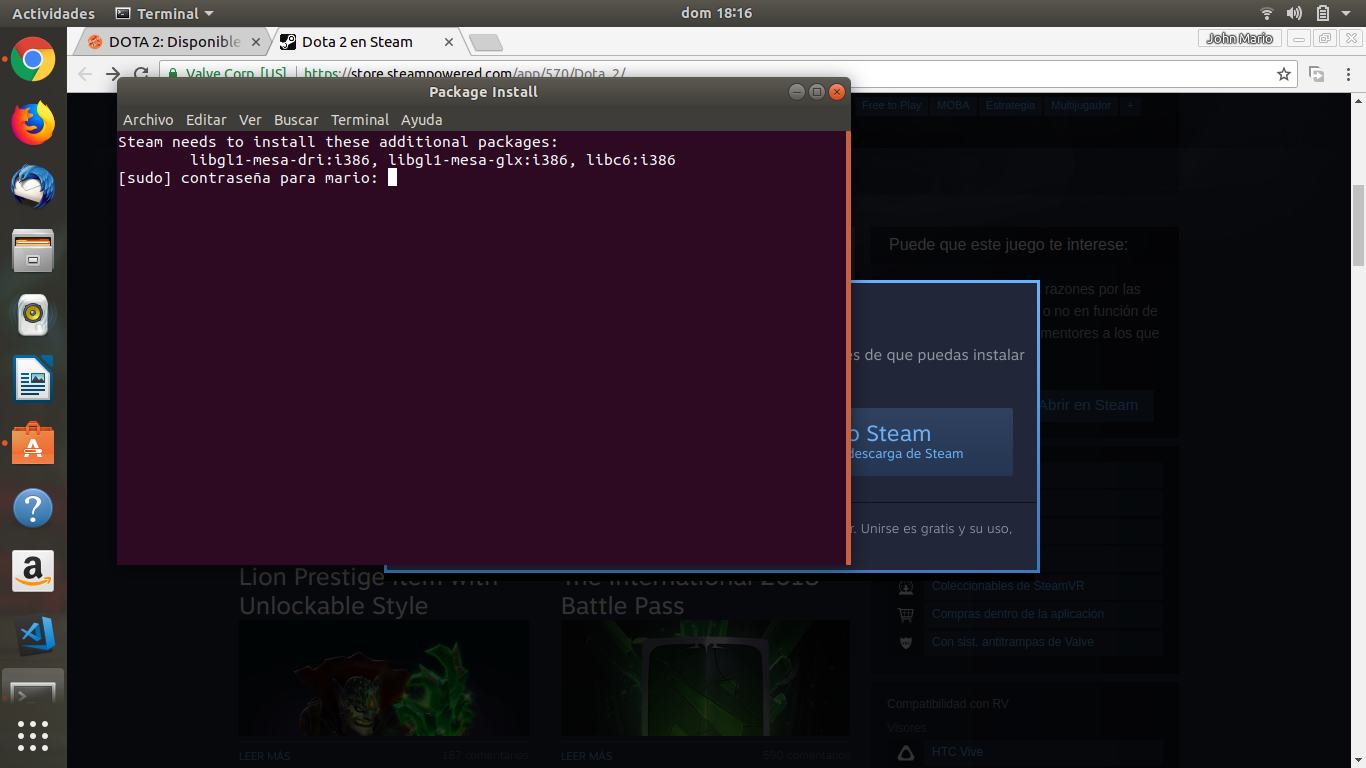 Actividades
Terminal
dom 18:16
DOTA 2: Disponible
Dota 2 en Steam
John Mario
Valve Corp. [US]
https://store.steampowered.com/app/570/Dota_2/
Package Install
Archivo Editar Ver Buscar Terminal Ayuda
Steam needs to install these additional packages:
libgl1-mesa-dri:i386, libgl1-mesa-glx:i386, libc6:i386
[sudo] contraseña para mario:
Free to Play MOBA Estrategia Multijugador +
Puede que este juego te interese:
razones por las
o no en función de
mentores a los que
Abrir en Steam
es de que puedas instalar
o Steam
descarga de Steam
r. Unirse es gratis y su uso,
Lion Prestige Item with
Unlockable Style
The International 2018
Battle Pass
LEER MÁS
187 comentarios
LEER MÁS
590 comentarios
Coleccionables de SteamVR
Compras dentro de la aplicación
Con sist. antitrampas de Valve
Compatibilidad con RV
Visores
HTC Vive